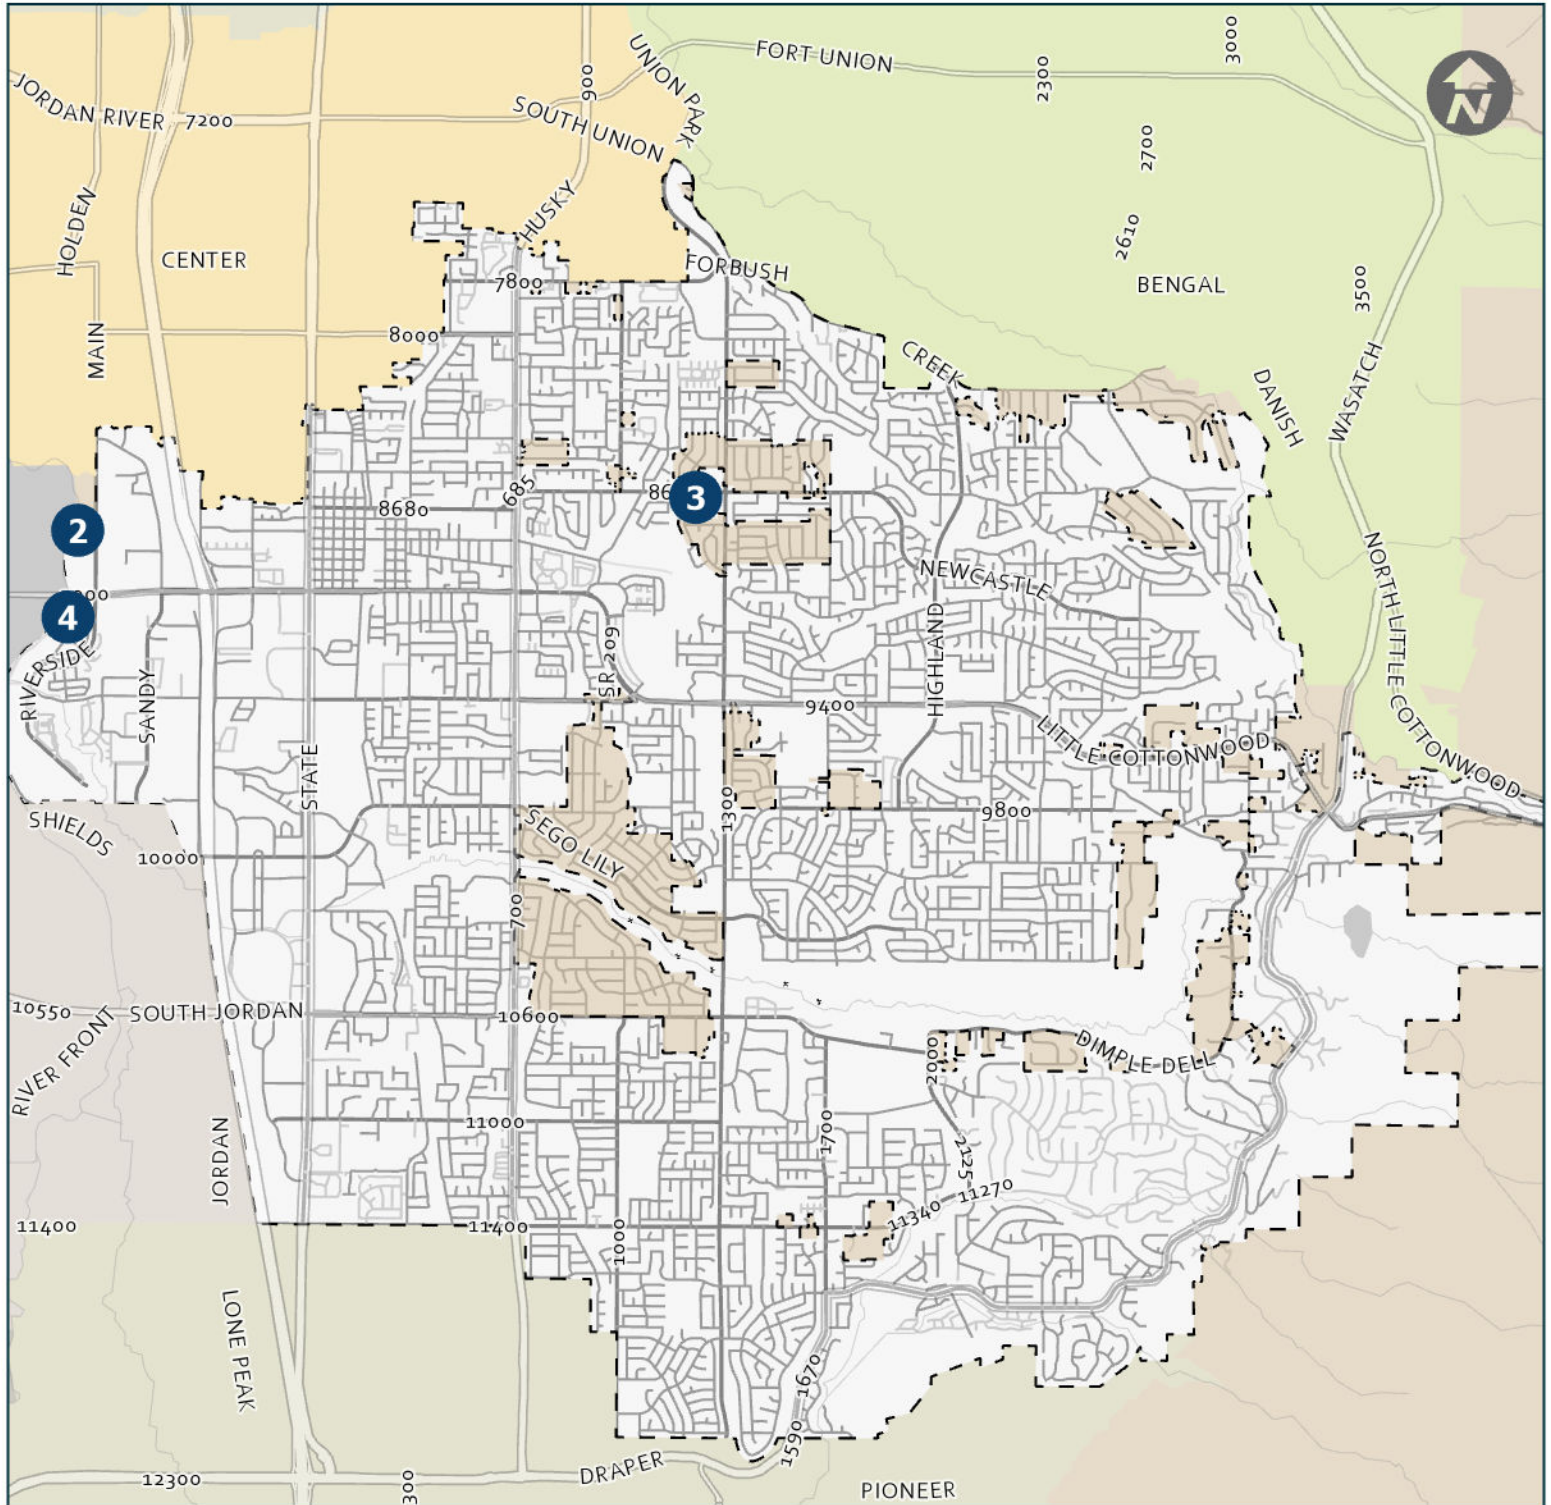 UNION PARK
FORT UNION
3000
2300
900
JORDAN RIVER
7200
SOUTH UNION
N
2700
HOLDEN
HUSKY
2610
CENTER
FORBUSH
7800
BENGAL
3500
MAIN
8000
CREEK
DANISH
WASATCH
685
86
3
8680
2
NEWCASTLE
NORTH LITTLE COTTONWOOD
4
RIVERSIDE
SANDY
SR 209
HIGHLAND
9400
LITTLE COTTONWOOD
STATE
1300
9800
SHIELDS
SEGO LILY
10000
700
10550
SOUTH JORDAN
10600
RIVER FRONT
2000
DIMPLE DELL
JORDAN
11000
1700
2125
11270
11340
11400
11400
1000
LONE PEAK
1670
1590
12300
300
DRAPER
PIONEER